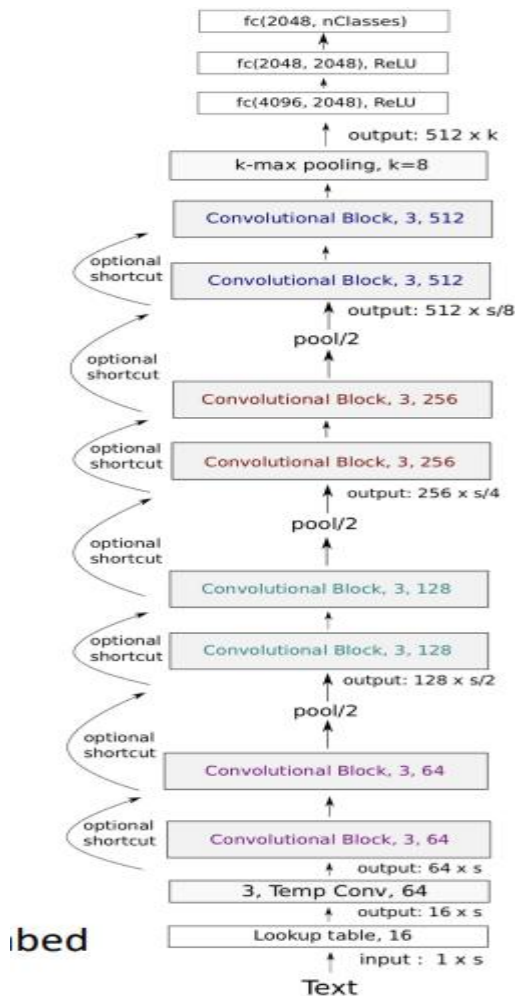 fc(2048, nClasses)
fc(2048, 2048), ReLU
fc(4096, 2048), ReLU
output: 512 x k
k-max pooling, k=8
Convolutional Block, 3, 512
optional
shortcut
Convolutional Block, 3, 512
output: 512 x s/8
pool/2
optional
shortcut
Convolutional Block, 3, 256
optional
shortcut
Convolutional Block, 3, 256
output: 256 x s/4
pool/2
optional
shortcut
Convolutional Block, 3, 128
optional
shortcut
Convolutional Block, 3, 128
output: 128 x s/2
pool/2
optional
shortcut
Convolutional Block, 3, 64
optional
shortcut
Convolutional Block, 3, 64
output: 64 x s
3, Temp Conv, 64
output: 16 x s
Lookup table, 16
input : 1 x s
Text